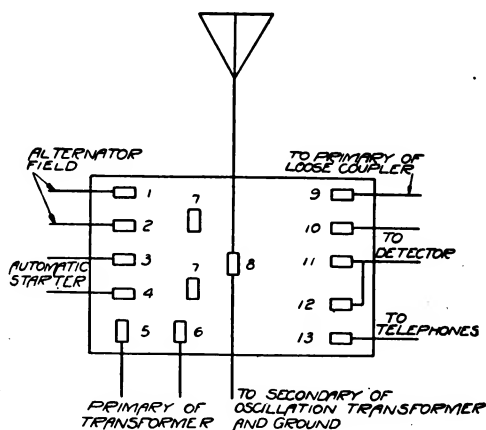 ALTERNATOR
FIELD
TO PRIMARY OF
LOOSE COUPLER
1
7
9
2
10
TO
DETECTOR
3
8
11
AUTOMATIC
STARTER
4
7
12
5
6
13
TO
TELEPHONES
PRIMARY OF
TRANSFORMER
TO SECONDARY OF
OSCILLATION TRANSFORMER
AND GROUND